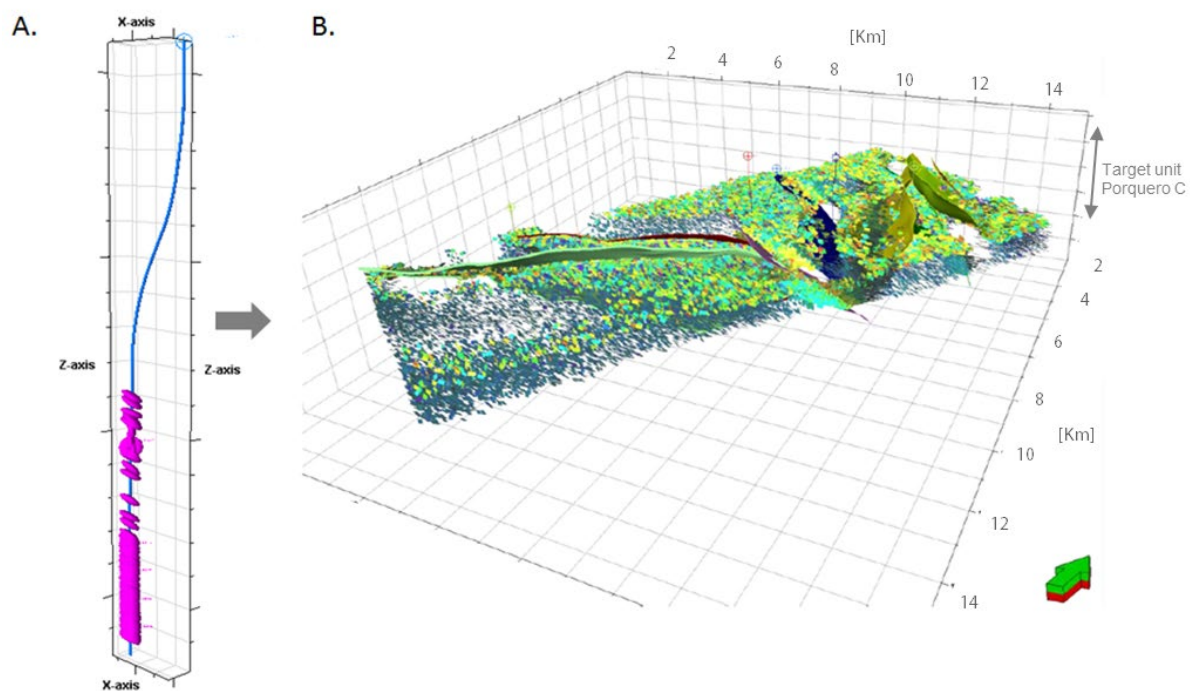 A.
X-axis
Z-axis
Z-axis
X-axis
B.
[Km]
2
4
6
8
10
12
14
Target unit
Porquero C
2
4
6
8
[Km]
10
12
14